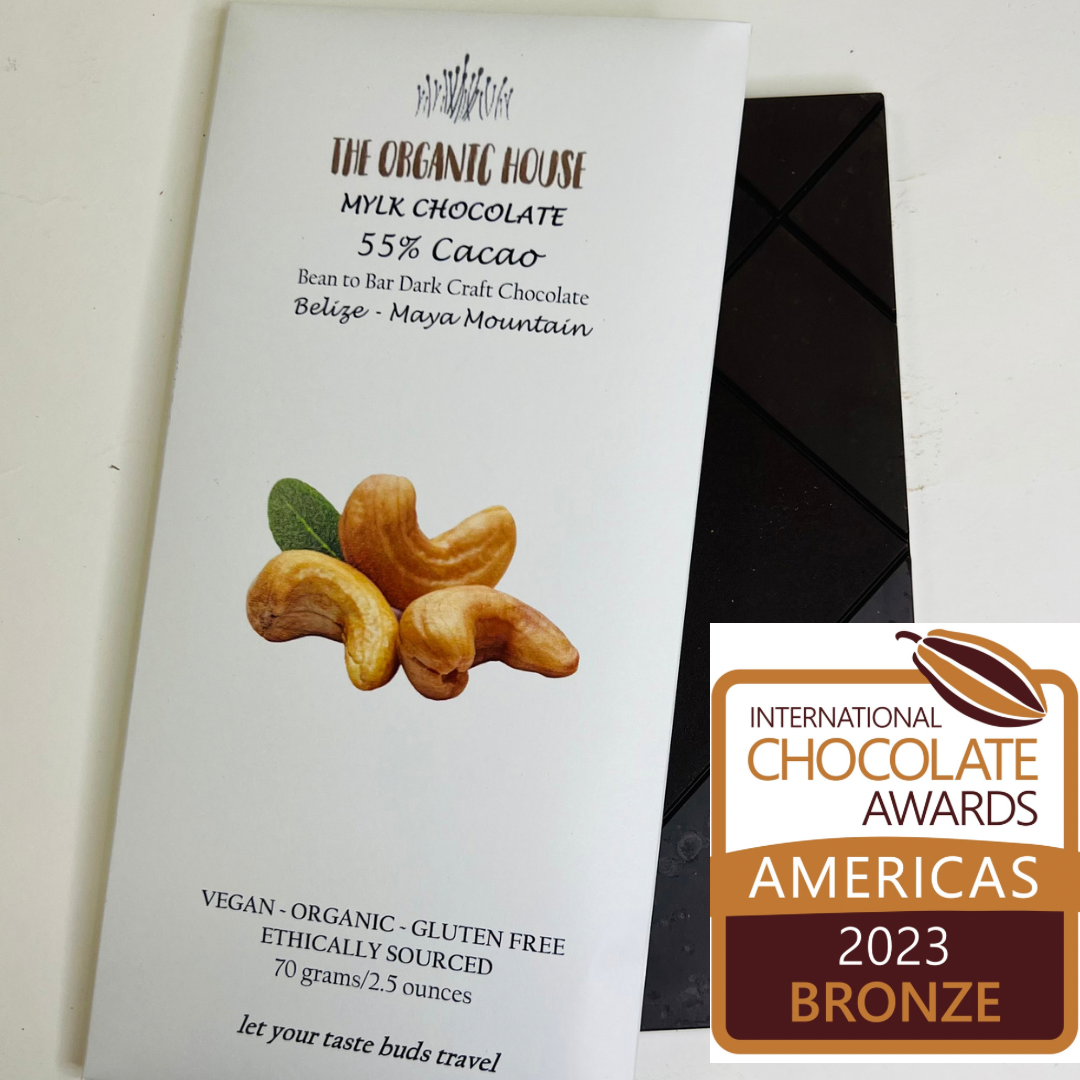 THE ORGANIC HOUSE
MYLK CHOCOLATE
55% Cacao
Bean to Bar Dark Craft Chocolate
Belize - Maya Mountain
VEGAN - ORGANIC - GLUTEN FREE
ETHICALLY SOURCED
70 grams/2.5 ounces
let your taste buds travel
INTERNATIONAL
CHOCOLATE
AWARDS
AMERICAS
2023
BRONZE